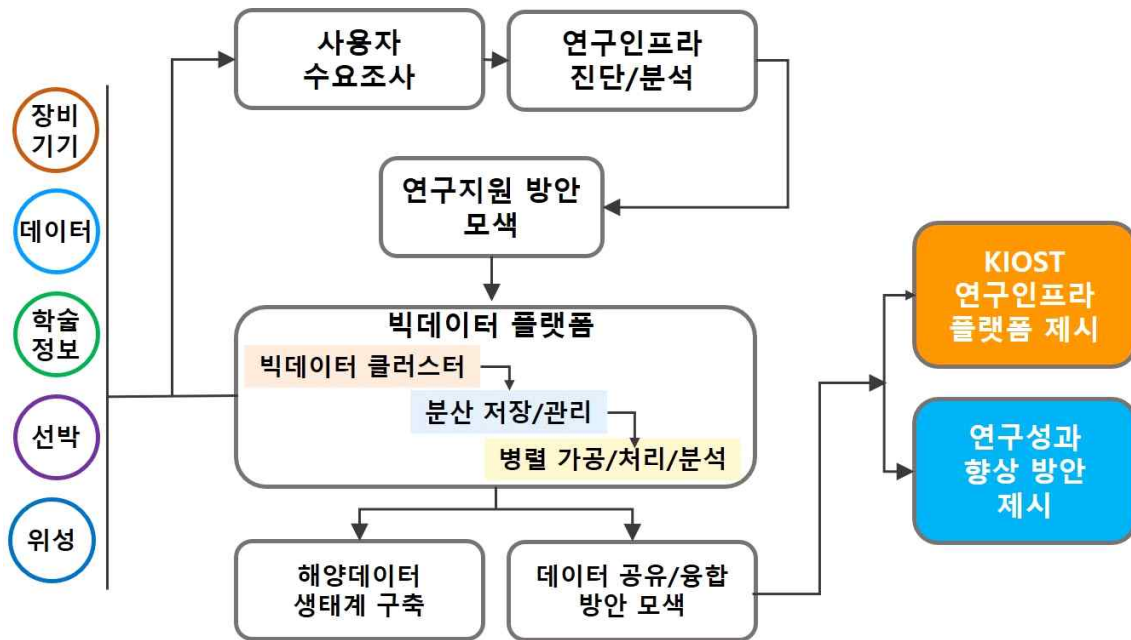 장비
기기
데이터
학술
정보
선박
위성
사용자
수요조사
연구인프라
진단/분석
연구지원 방안
모색
빅데이터 플랫폼
빅데이터 클러스터
분산 저장/관리
병렬 가공/처리/분석
해양데이터
생태계 구축
데이터 공유/융합
방안 모색
KIOST
연구인프라
플랫폼 제시
연구성과
향상 방안
제시